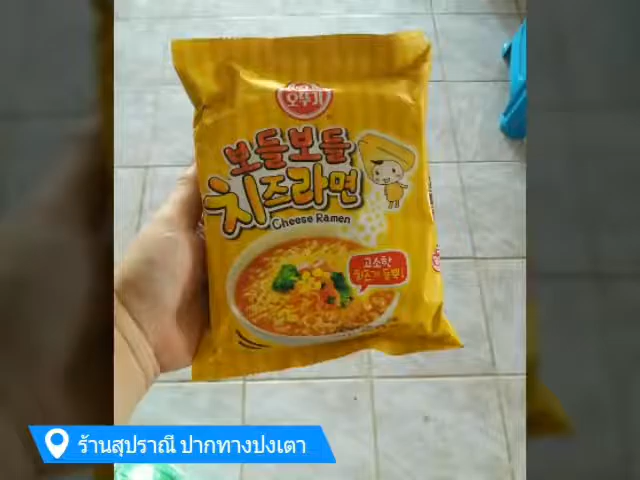 오뚜기
보들보들
치즈라면
Cheese Ramen
고소한
치즈가 듬뿍!
ร้านสุปราณี ปากทางปงเตา